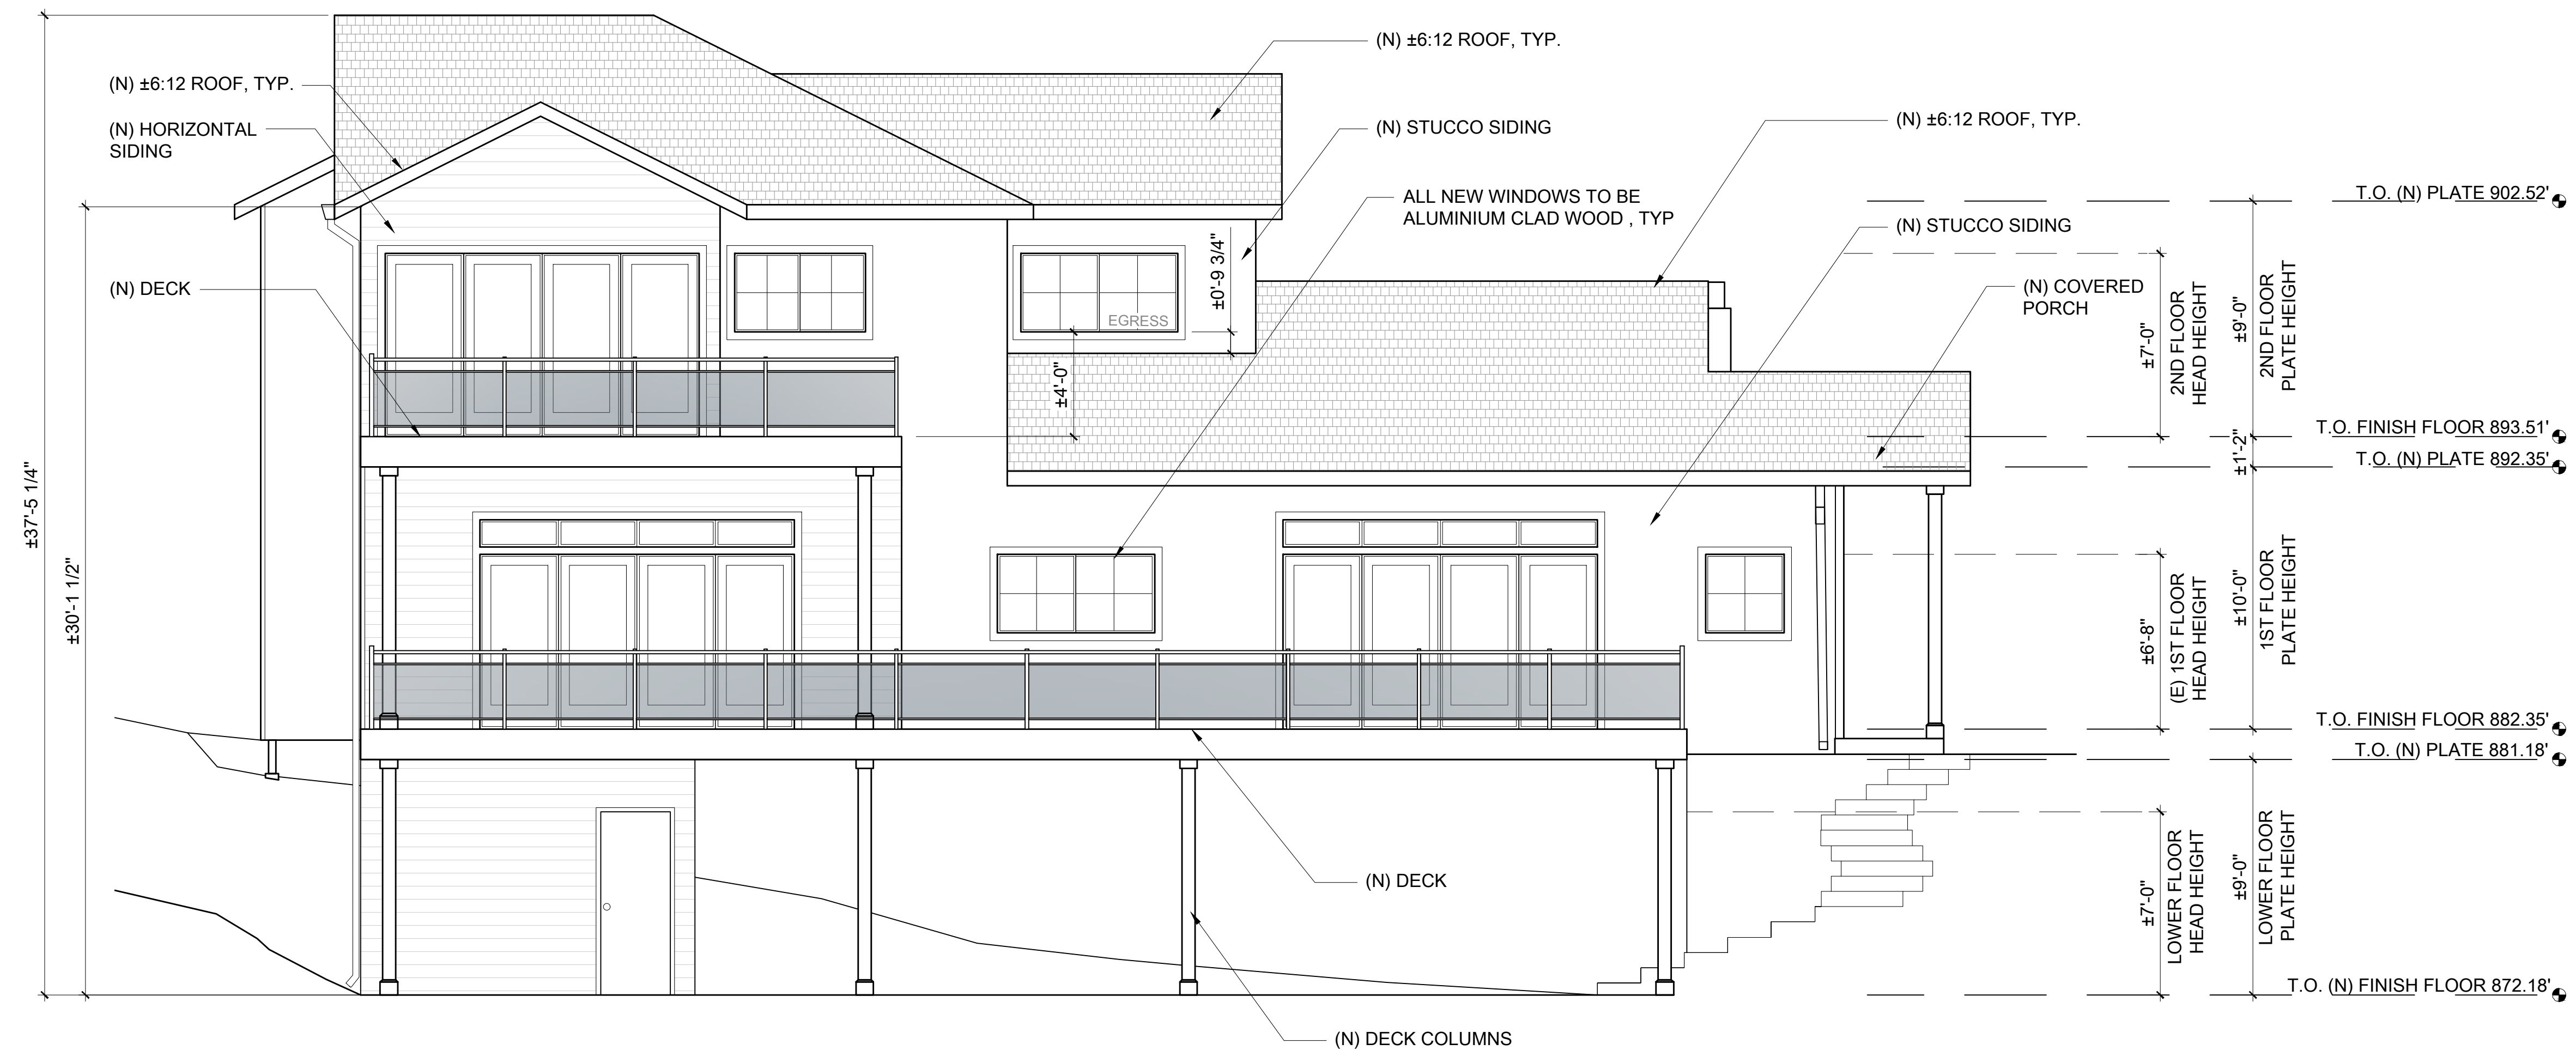 (N) ±6:12 ROOF, TYP.
(N) ±6:12 ROOF, TYP.
(N) HORIZONTAL
SIDING
(N) STUCCO SIDING
(N) ±6:12 ROOF, TYP.
ALL NEW WINDOWS TO BE
ALUMINIUM CLAD WOOD , TYP
T.O. (N) PLATE 902.52'
(N) STUCCO SIDING
(N) DECK
(N) COVERED
PORCH
±0'-9 3/4"
EGRESS
±4'-0"
±7'-0"
2ND FLOOR
HEAD HEIGHT
±9'-0"
2ND FLOOR
PLATE HEIGHT
T.O. FINISH FLOOR 893.51'
±1'-2"
T.O. (N) PLATE 892.35'
±37'-5 1/4"
±30'-1 1/2"
±6'-8"
(E) 1ST FLOOR
HEAD HEIGHT
±10'-0"
1ST FLOOR
PLATE HEIGHT
T.O. FINISH FLOOR 882.35'
T.O. (N) PLATE 881.18'
(N) DECK
±7'-0"
LOWER FLOOR
HEAD HEIGHT
±9'-0"
LOWER FLOOR
PLATE HEIGHT
T.O. (N) FINISH FLOOR 872.18'
(N) DECK COLUMNS